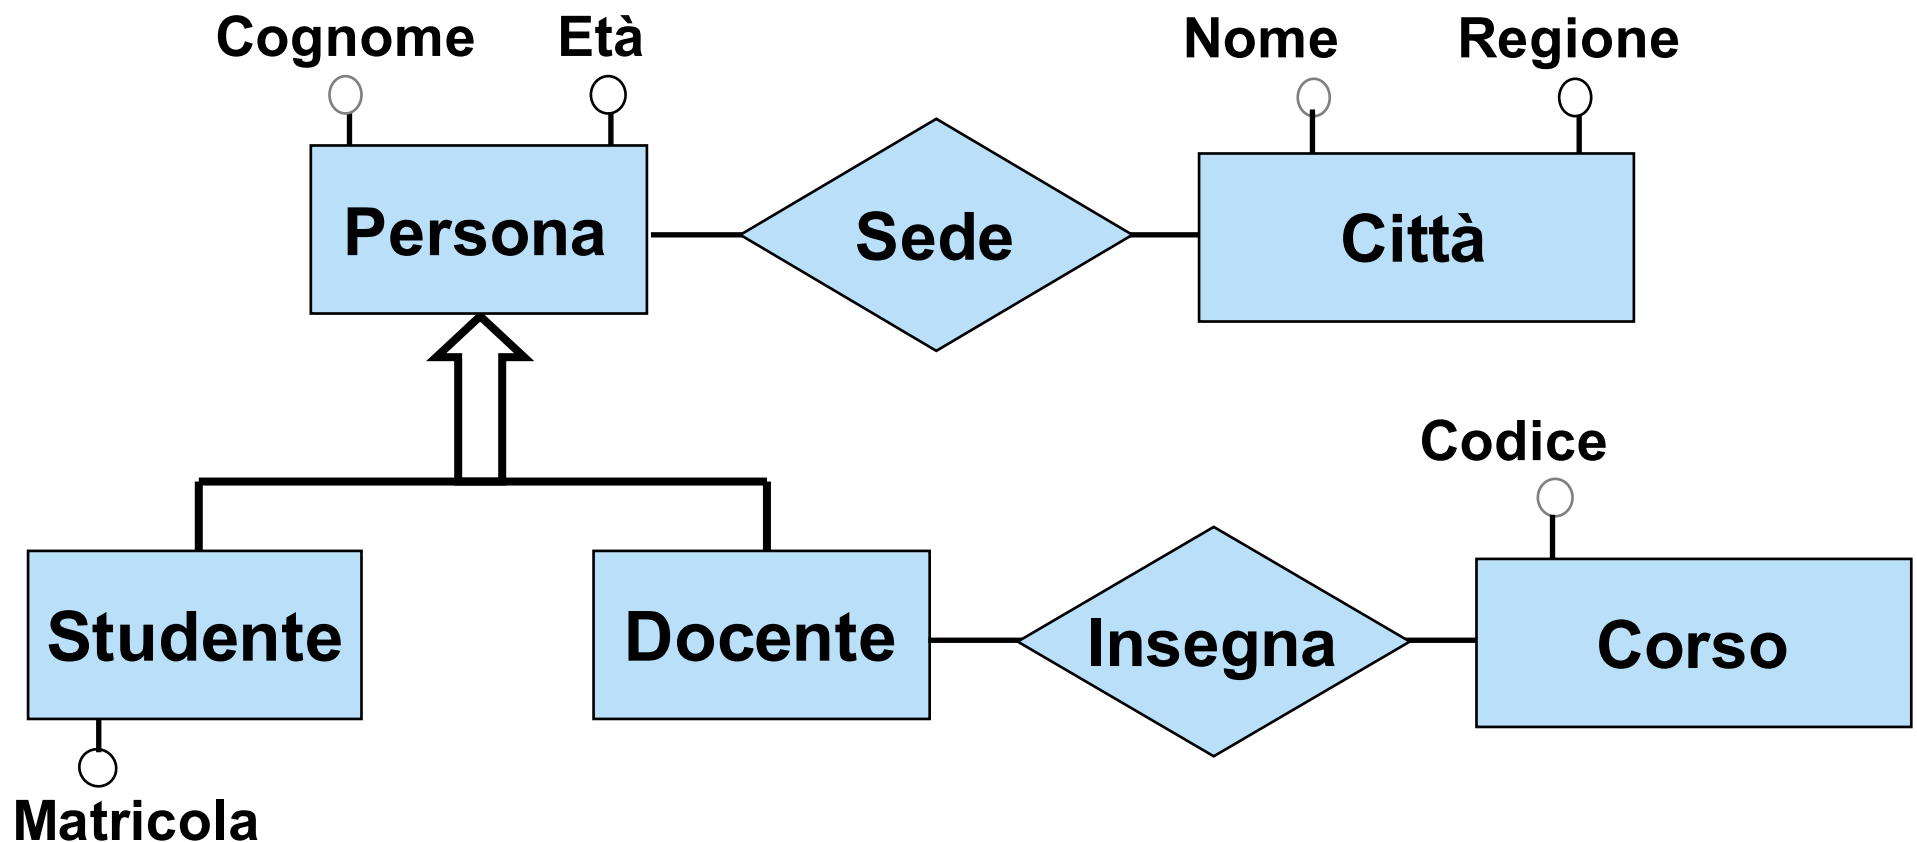 Cognome Età
Nome Regione
Persona
Sede
Città
Codice
Studente
Docente
Insegna
Corso
Matricola